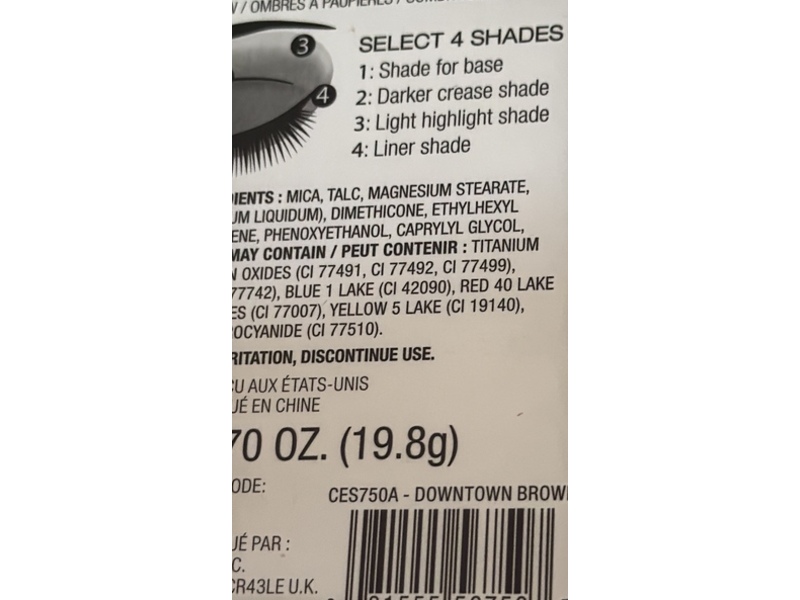 OMBRES À PAUPIÈRES /
3
4
SELECT 4 SHADES
1: Shade for base
2: Darker crease shade
3: Light highlight shade
4: Liner shade
IENTS : MICA, TALC, MAGNESIUM STEARATE,
UM LIQUIDUM), DIMETHICONE, ETHYLHEXYL
ENE, PHENOXYETHANOL, CAPRYLYL GLYCOL,
MAY CONTAIN / PEUT CONTENIR : TITANIUM
OXIDES (CI 77491, CI 77492, CI 77499),
77742), BLUE 1 LAKE (CI 42090), RED 40 LAKE
ES (CI 77007), YELLOW 5 LAKE (CI 19140),
OCYANIDE (CI 77510).
RITATION, DISCONTINUE USE.
U AUX ÉTATS-UNIS
UÉ EN CHINE
70 OZ. (19.8g)
ODE:
CES750A - DOWNTOWN BROW
UÉ PAR :
C.
CR43LE U.K.